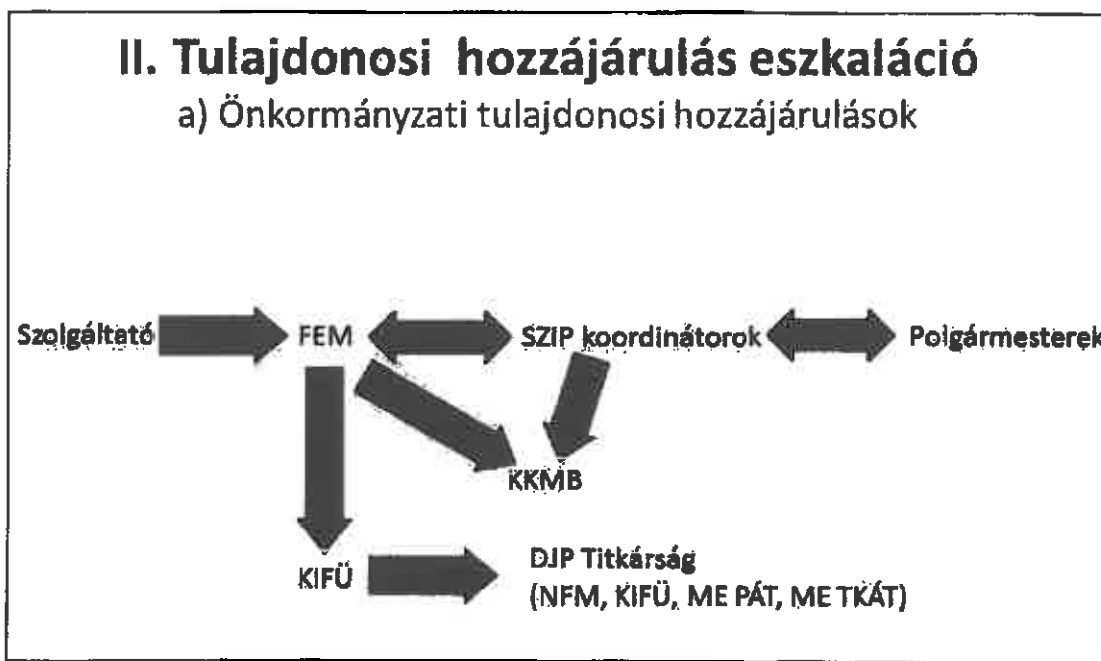 II. Tulajdonosi hozzájárulás eszkaláció
a) Önkormányzati tulajdonosi hozzájárulások
Szolgáltató
FEM
SZIP koordinátorok
Polgármesterek
KKMB
KIFÜ
DJP Titkárság
(NFM, KIFÜ, ME PÁT, ME TKÁT)